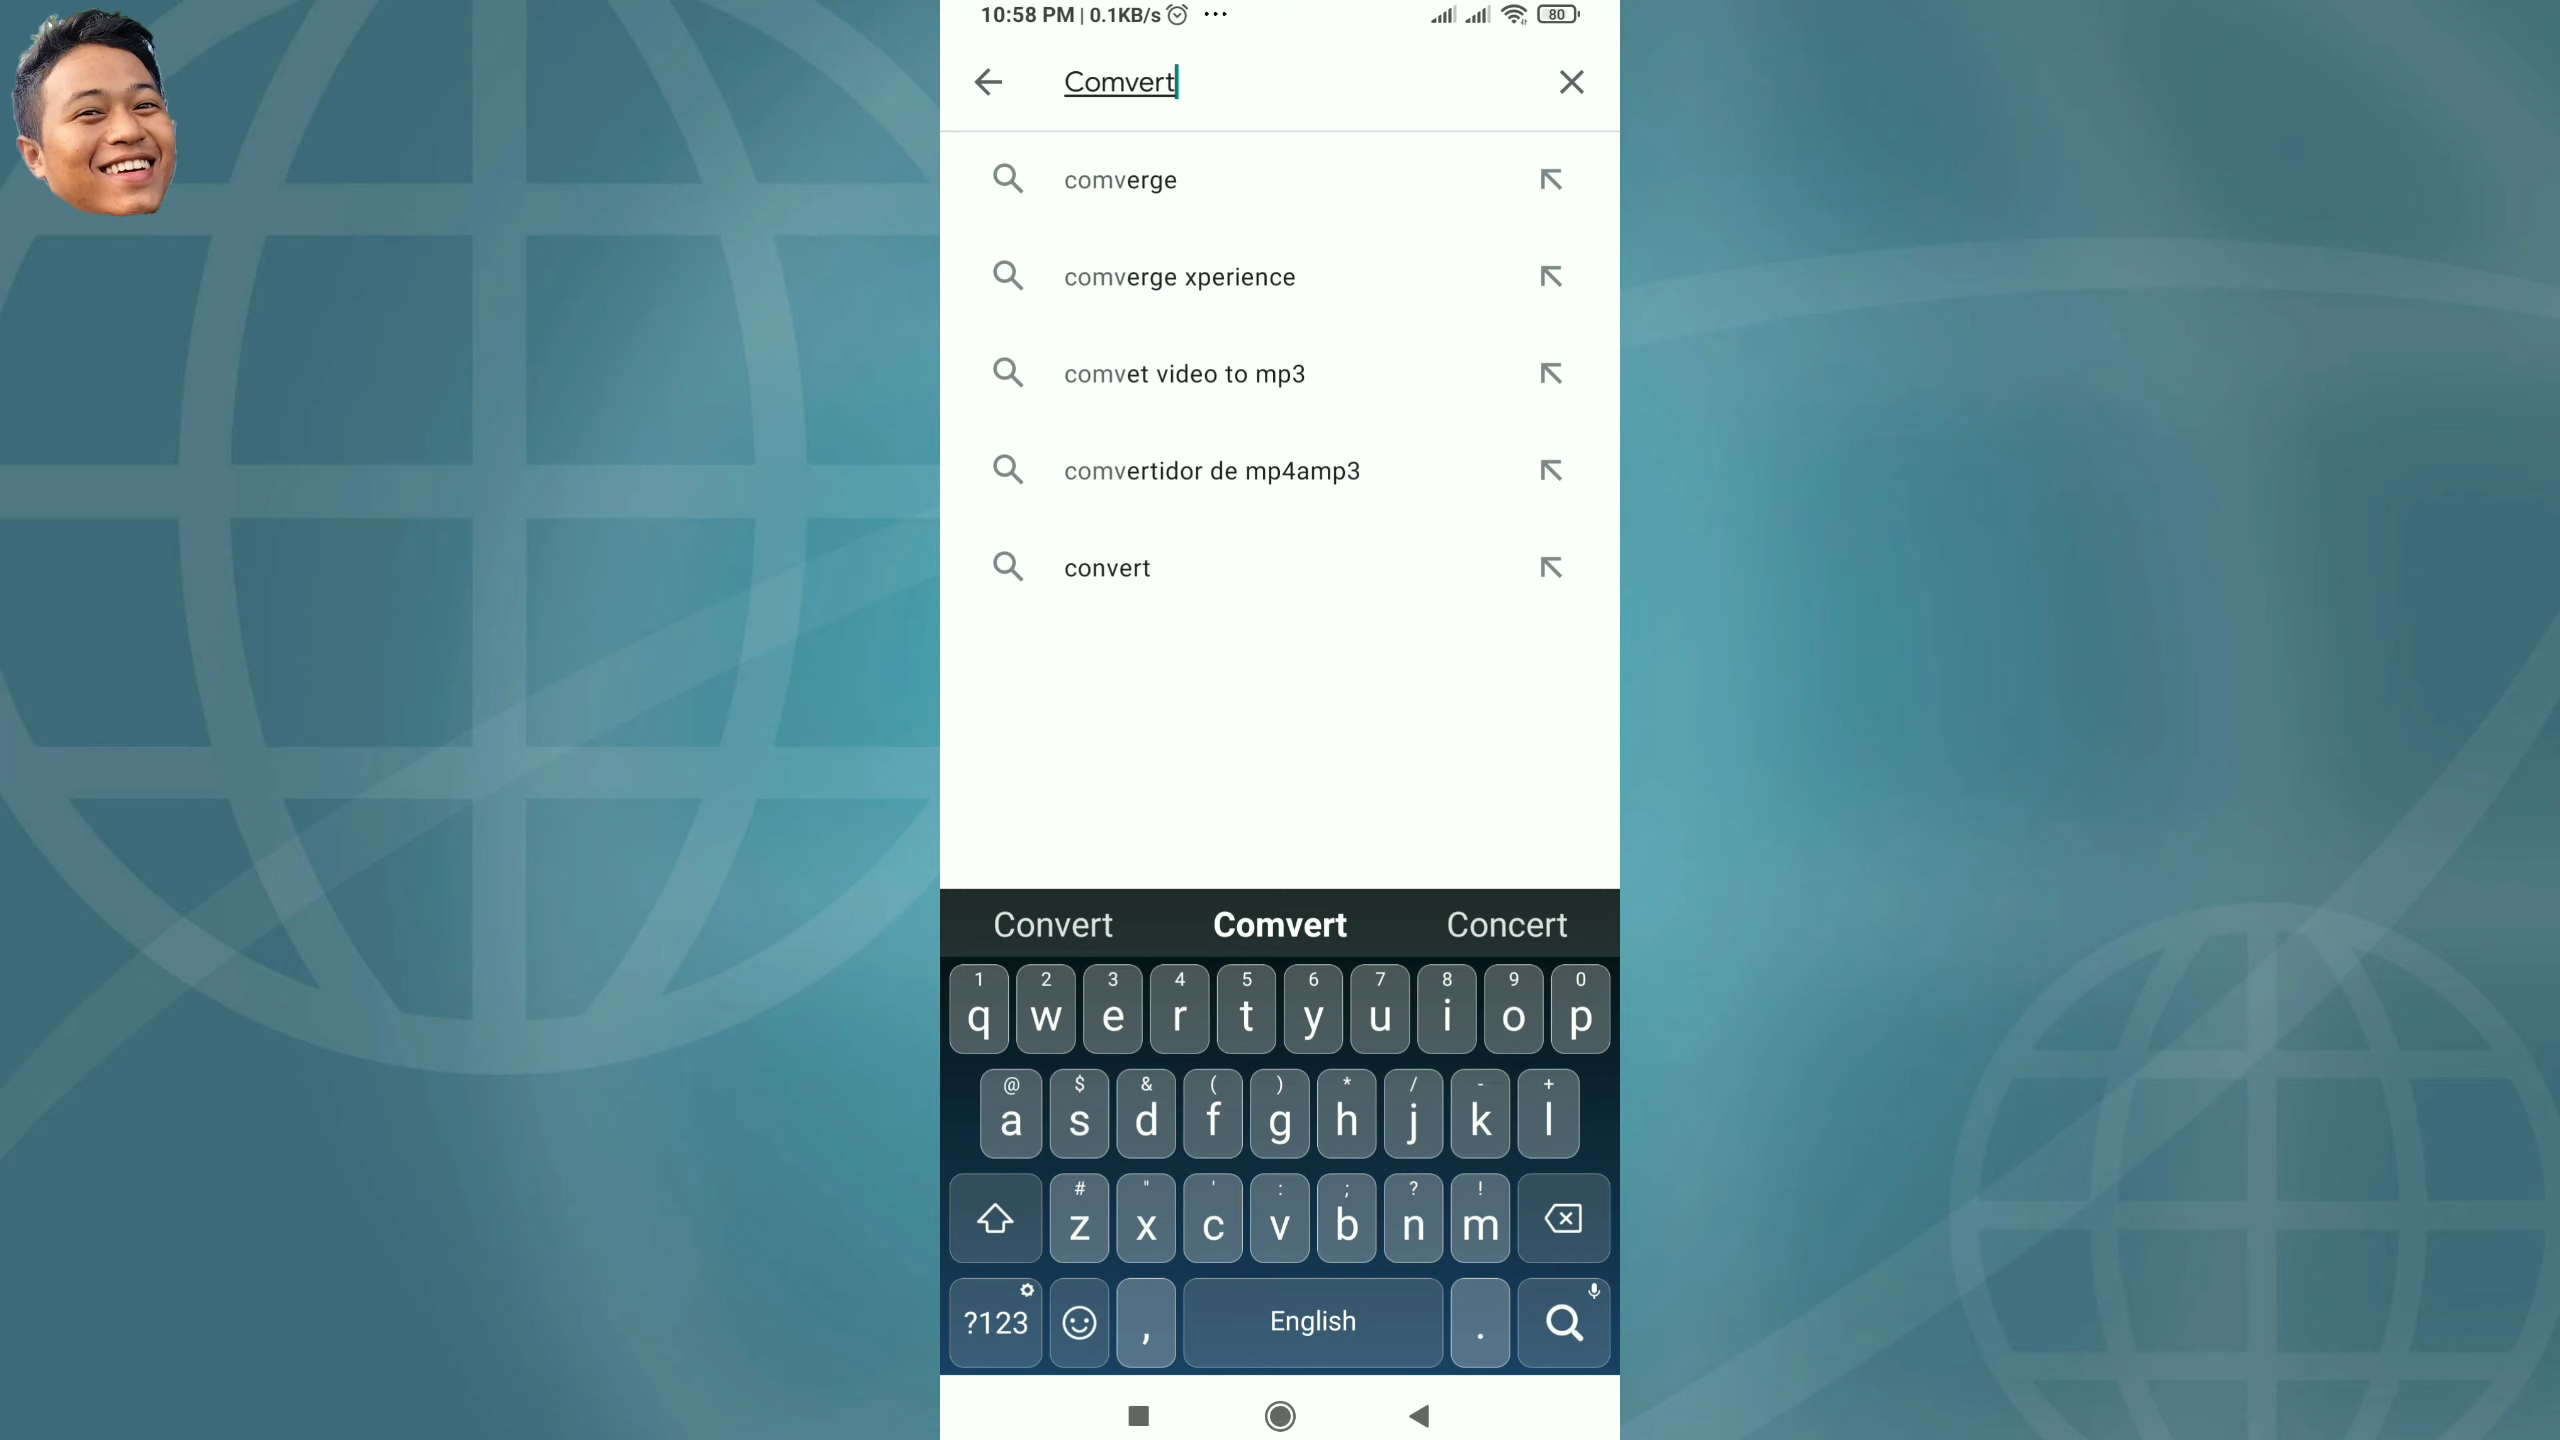 10:58 PM | 0.1KB/s ... 80
Comvert
comverge
comverge xperience
comvet video to mp3
comvertidor de mp4amp3
convert
Convert Comvert Concert
1 2 3 4 5 6 7 8 9 0
q w e r t y u i o p
@ $ & ( ) * / - +
a s d f g h j k l
# " ' : ; ? !
z x c v b n m
?123 , English .